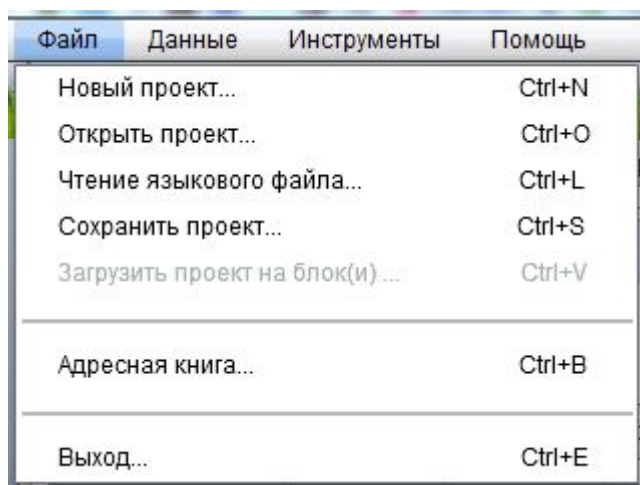 Файл Данные Инструменты Помощь
Новый проект... Ctrl+N
Открыть проект... Ctrl+O
Чтение языкового файла... Ctrl+L
Сохранить проект... Ctrl+S
Загрузить проект на блок(и) ... Ctrl+V
Адресная книга... Ctrl+B
Выход... Ctrl+E